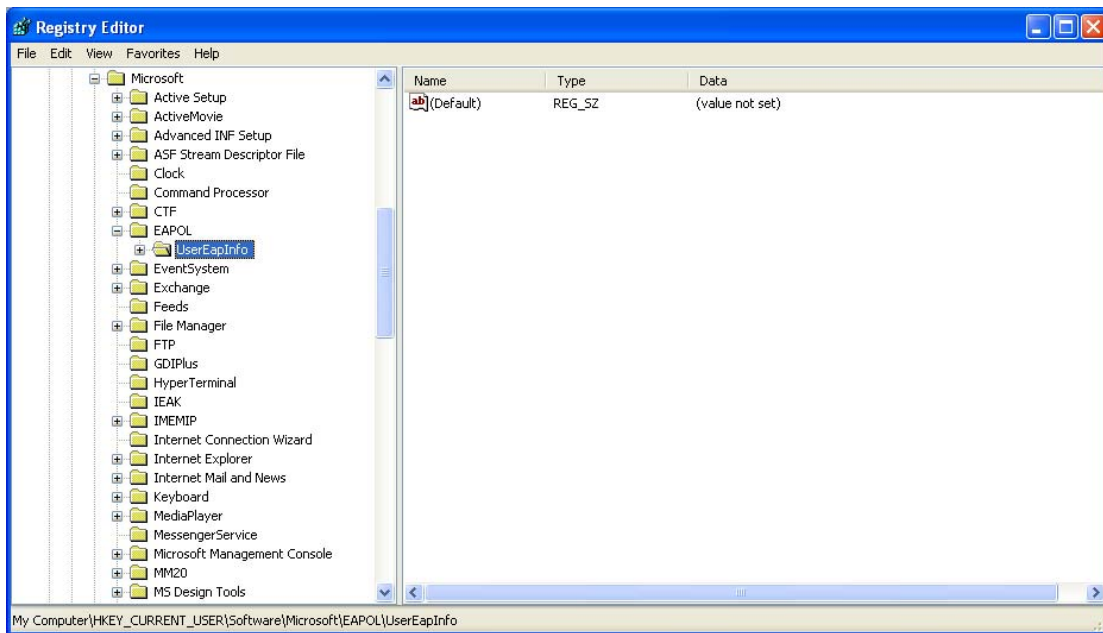 Registry Editor
File Edit View Favorites Help
Microsoft
Active Setup
ActiveMovie
Advanced INF Setup
ASF Stream Descriptor File
Clock
Command Processor
CTF
EAPOL
UserEapInfo
EventSystem
Exchange
Feeds
File Manager
FTP
GDIPlus
HyperTerminal
IEAK
IMEMIP
Internet Connection Wizard
Internet Explorer
Internet Mail and News
Keyboard
MediaPlayer
MessengerService
Microsoft Management Console
MM20
MS Design Tools
Name Type Data
ab (Default) REG_SZ (value not set)
My Computer\HKEY_CURRENT_USER\Software\Microsoft\EAPOL\UserEapInfo